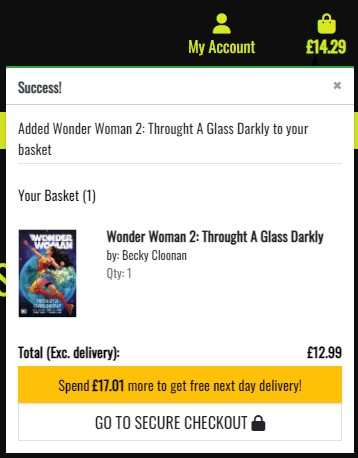 My Account
£14.29
Success!
×
Added Wonder Woman 2: Throught A Glass Darkly to your
basket
Your Basket (1)
WONDER
WOMAN
Wonder Woman 2: Throught A Glass Darkly
by: Becky Cloonan
Qty: 1
Total (Exc. delivery): £12.99
Spend £17.01 more to get free next day delivery!
GO TO SECURE CHECKOUT